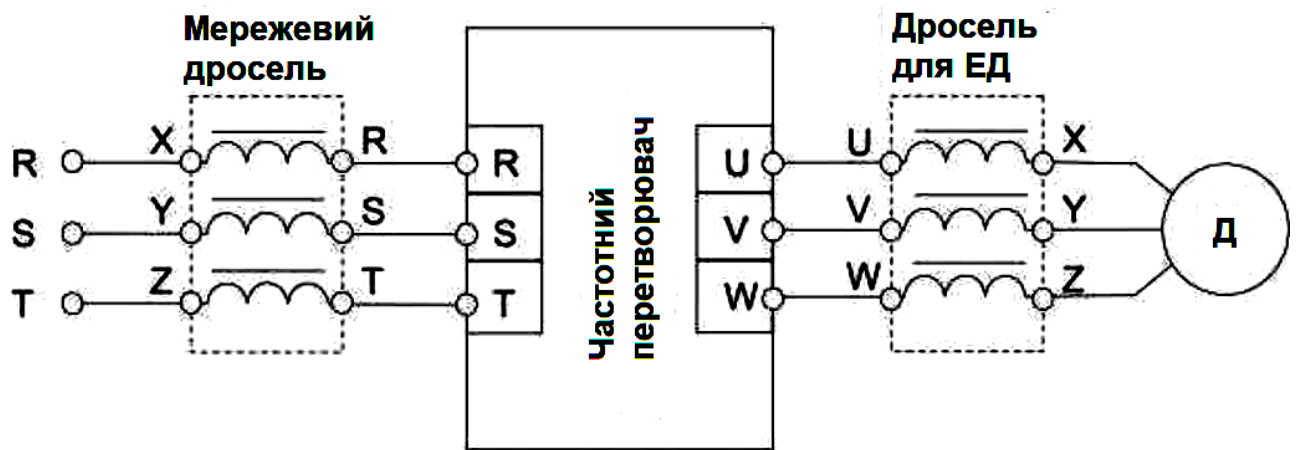 Мережевий
дросель
Дросель
для ЕД
X R
R R U U X
Y S
S S V V Y Д
Z T
T T W W Z
Частотний
перетворювач